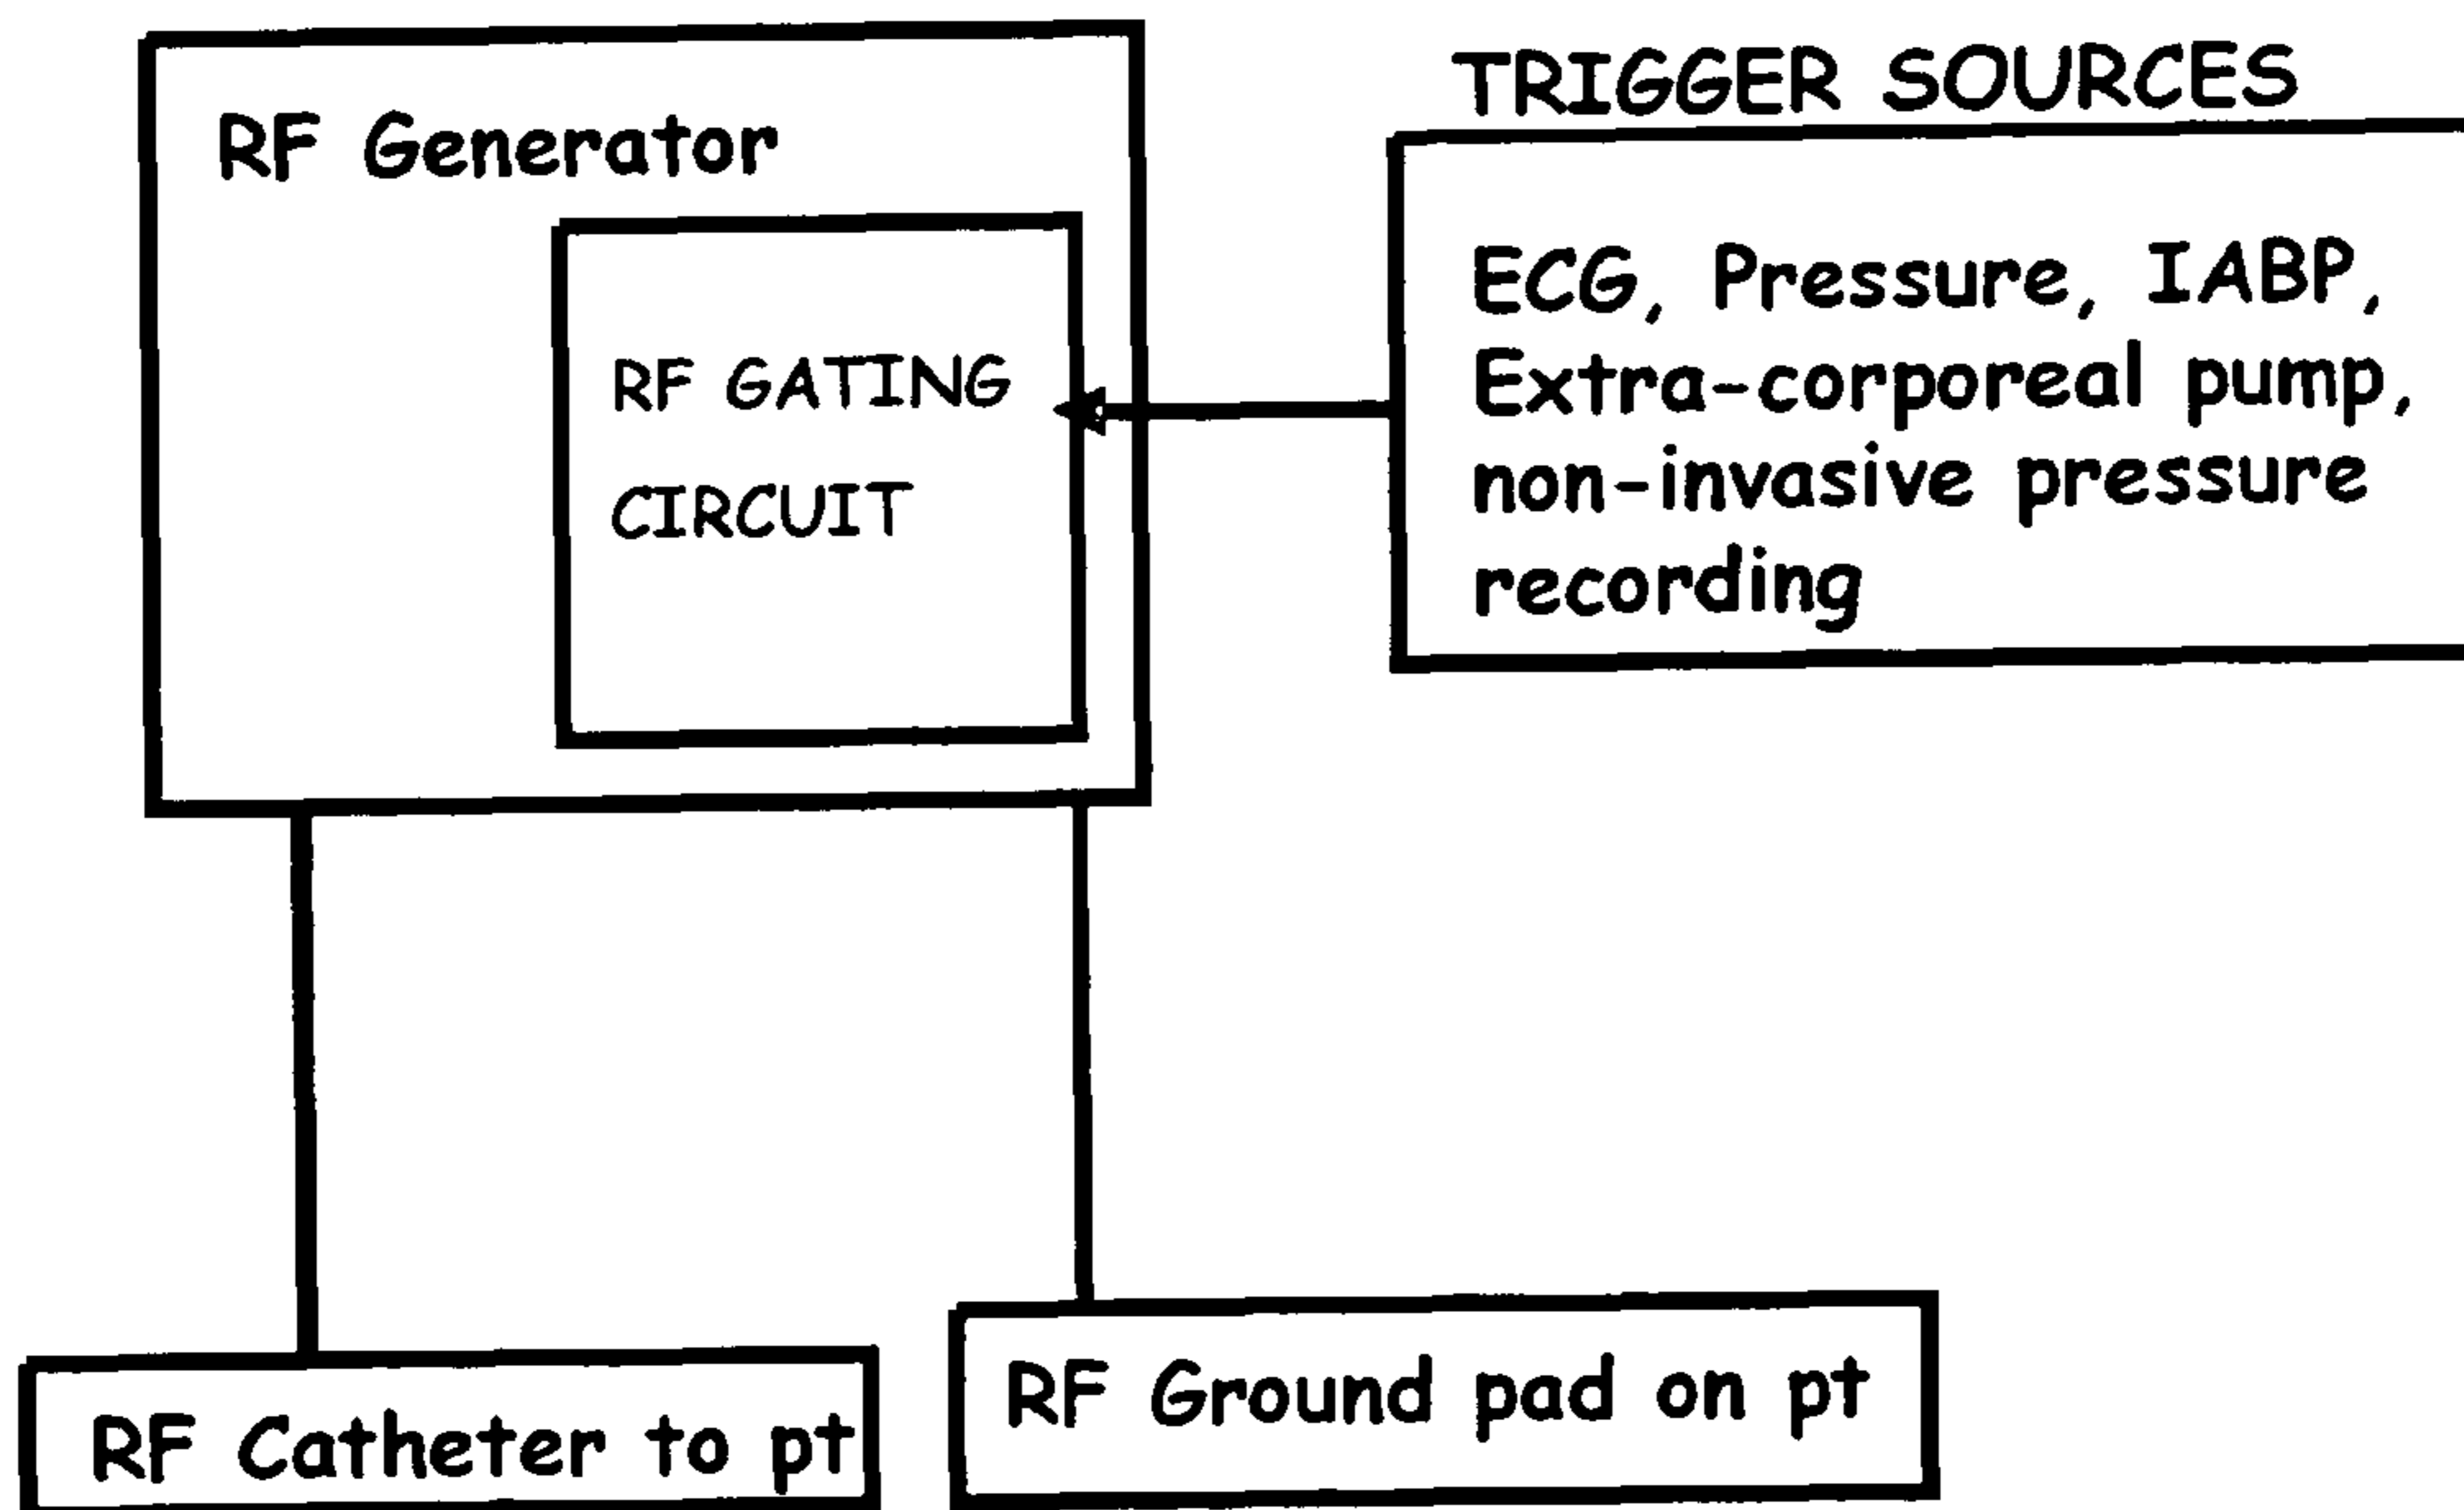 RF Generator
RF GATING
CIRCUIT
TRIGGER SOURCES
ECG, Pressure, IABP,
Extra-corporeal pump,
non-invasive pressure
recording
RF Catheter to pt
RF Ground pad on pt